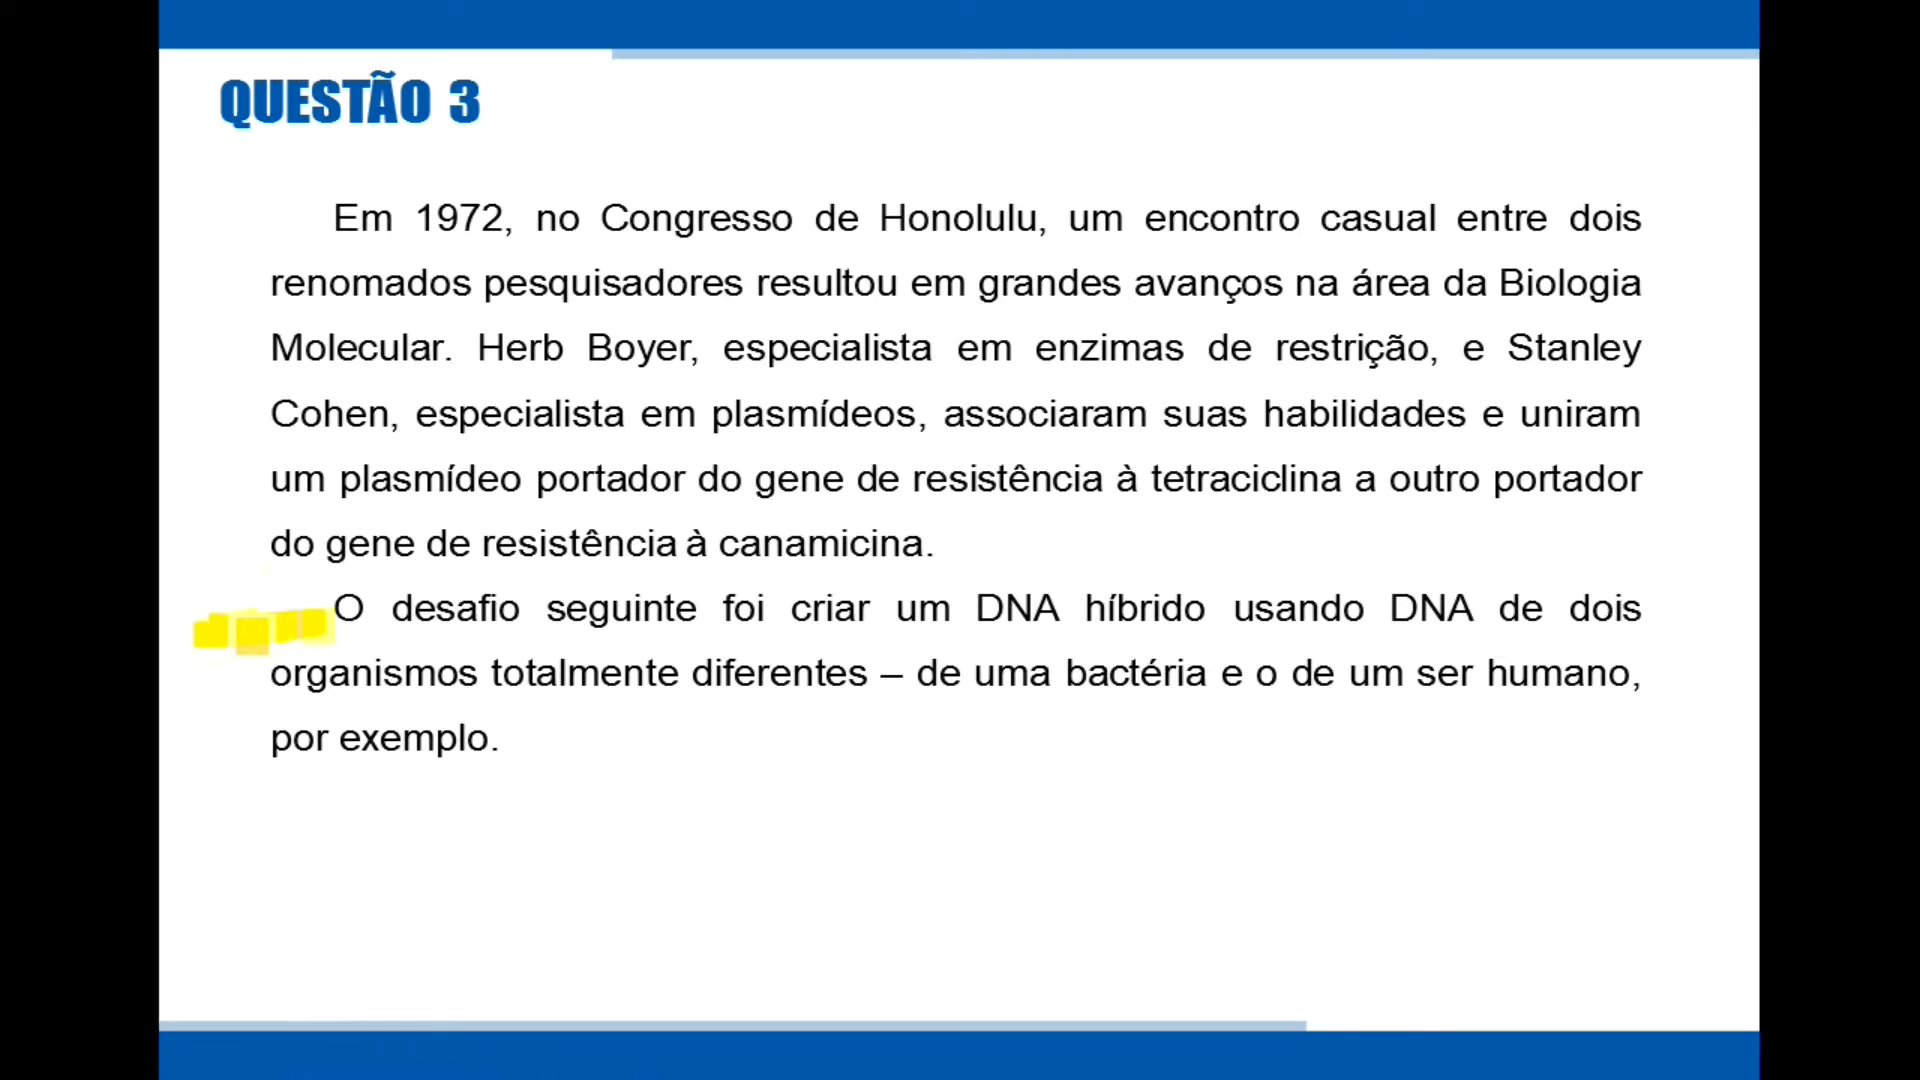 QUESTÃO 3
Em 1972, no Congresso de Honolulu, um encontro casual entre dois
renomados pesquisadores resultou em grandes avanços na área da Biologia
Molecular. Herb Boyer, especialista em enzimas de restrição, e Stanley
Cohen, especialista em plasmídeos, associaram suas habilidades e uniram
um plasmídeo portador do gene de resistência à tetraciclina a outro portador
do gene de resistência à canamicina.
O desafio seguinte foi criar um DNA híbrido usando DNA de dois
organismos totalmente diferentes – de uma bactéria e o de um ser humano,
por exemplo.